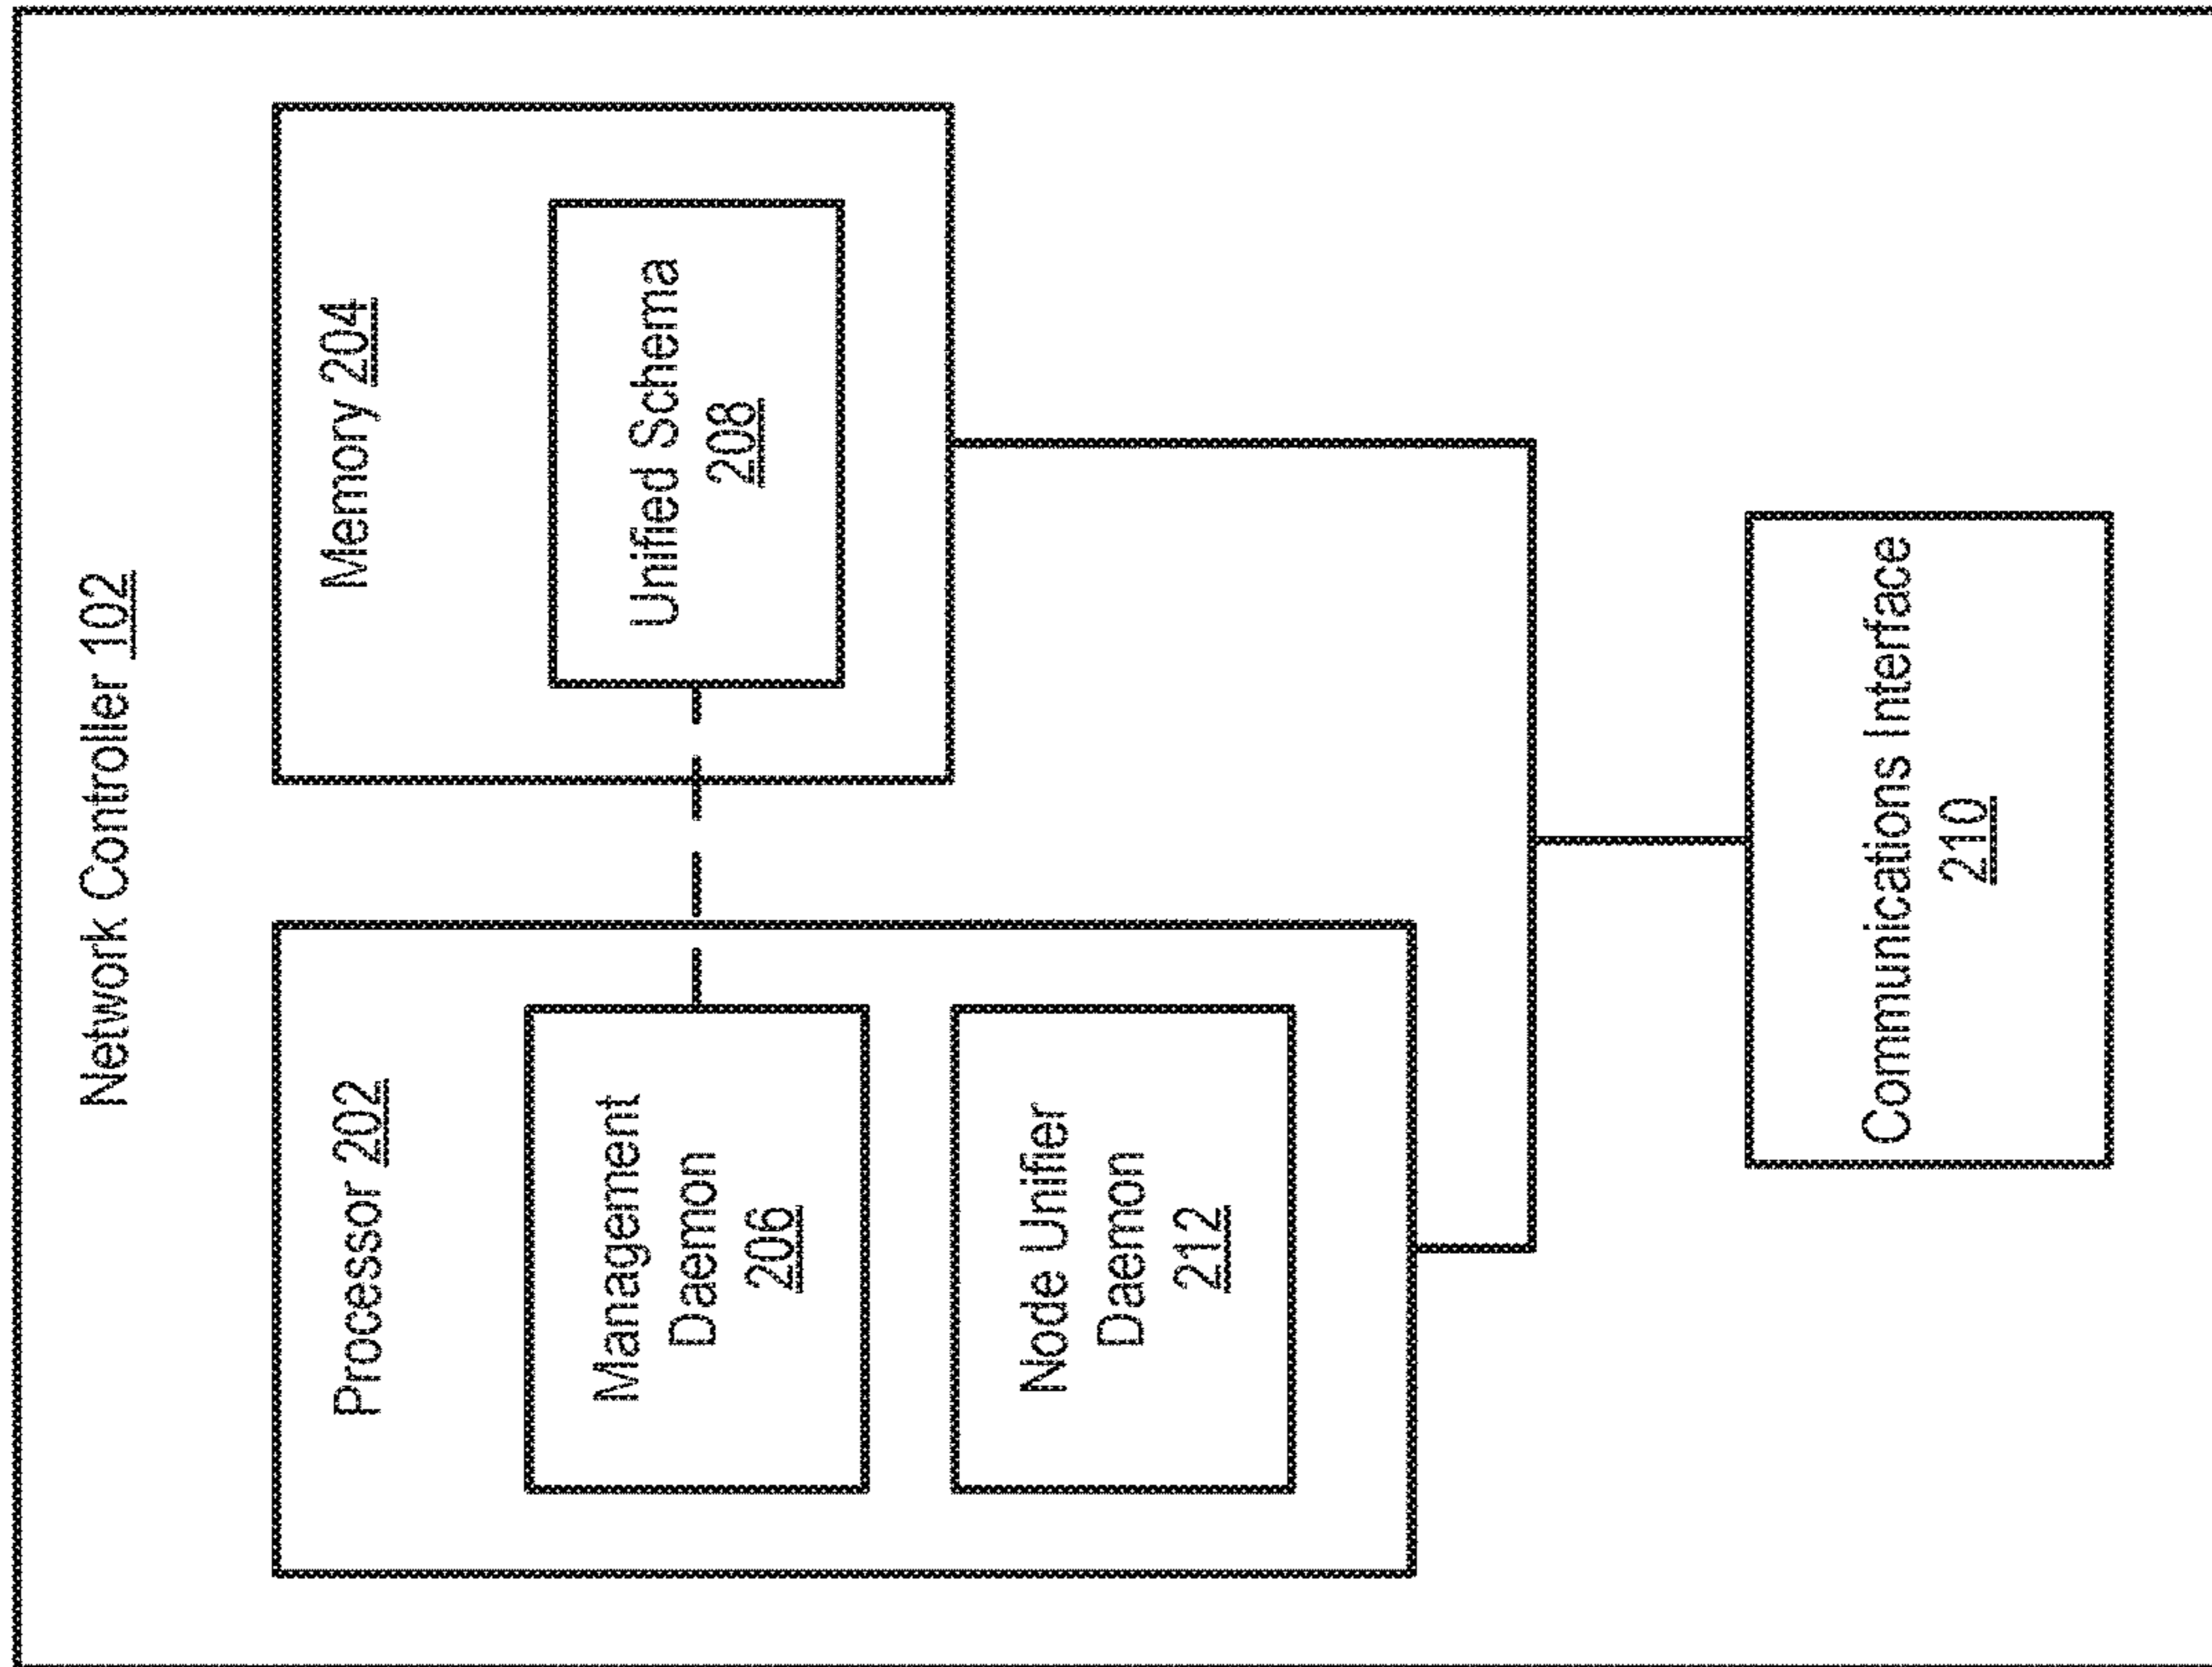 Network Controller 102
Processor 202
Management
Daemon
206
Node Unifier
Daemon
212
Memory 204
Unified Schema
208
Communications Interface
210